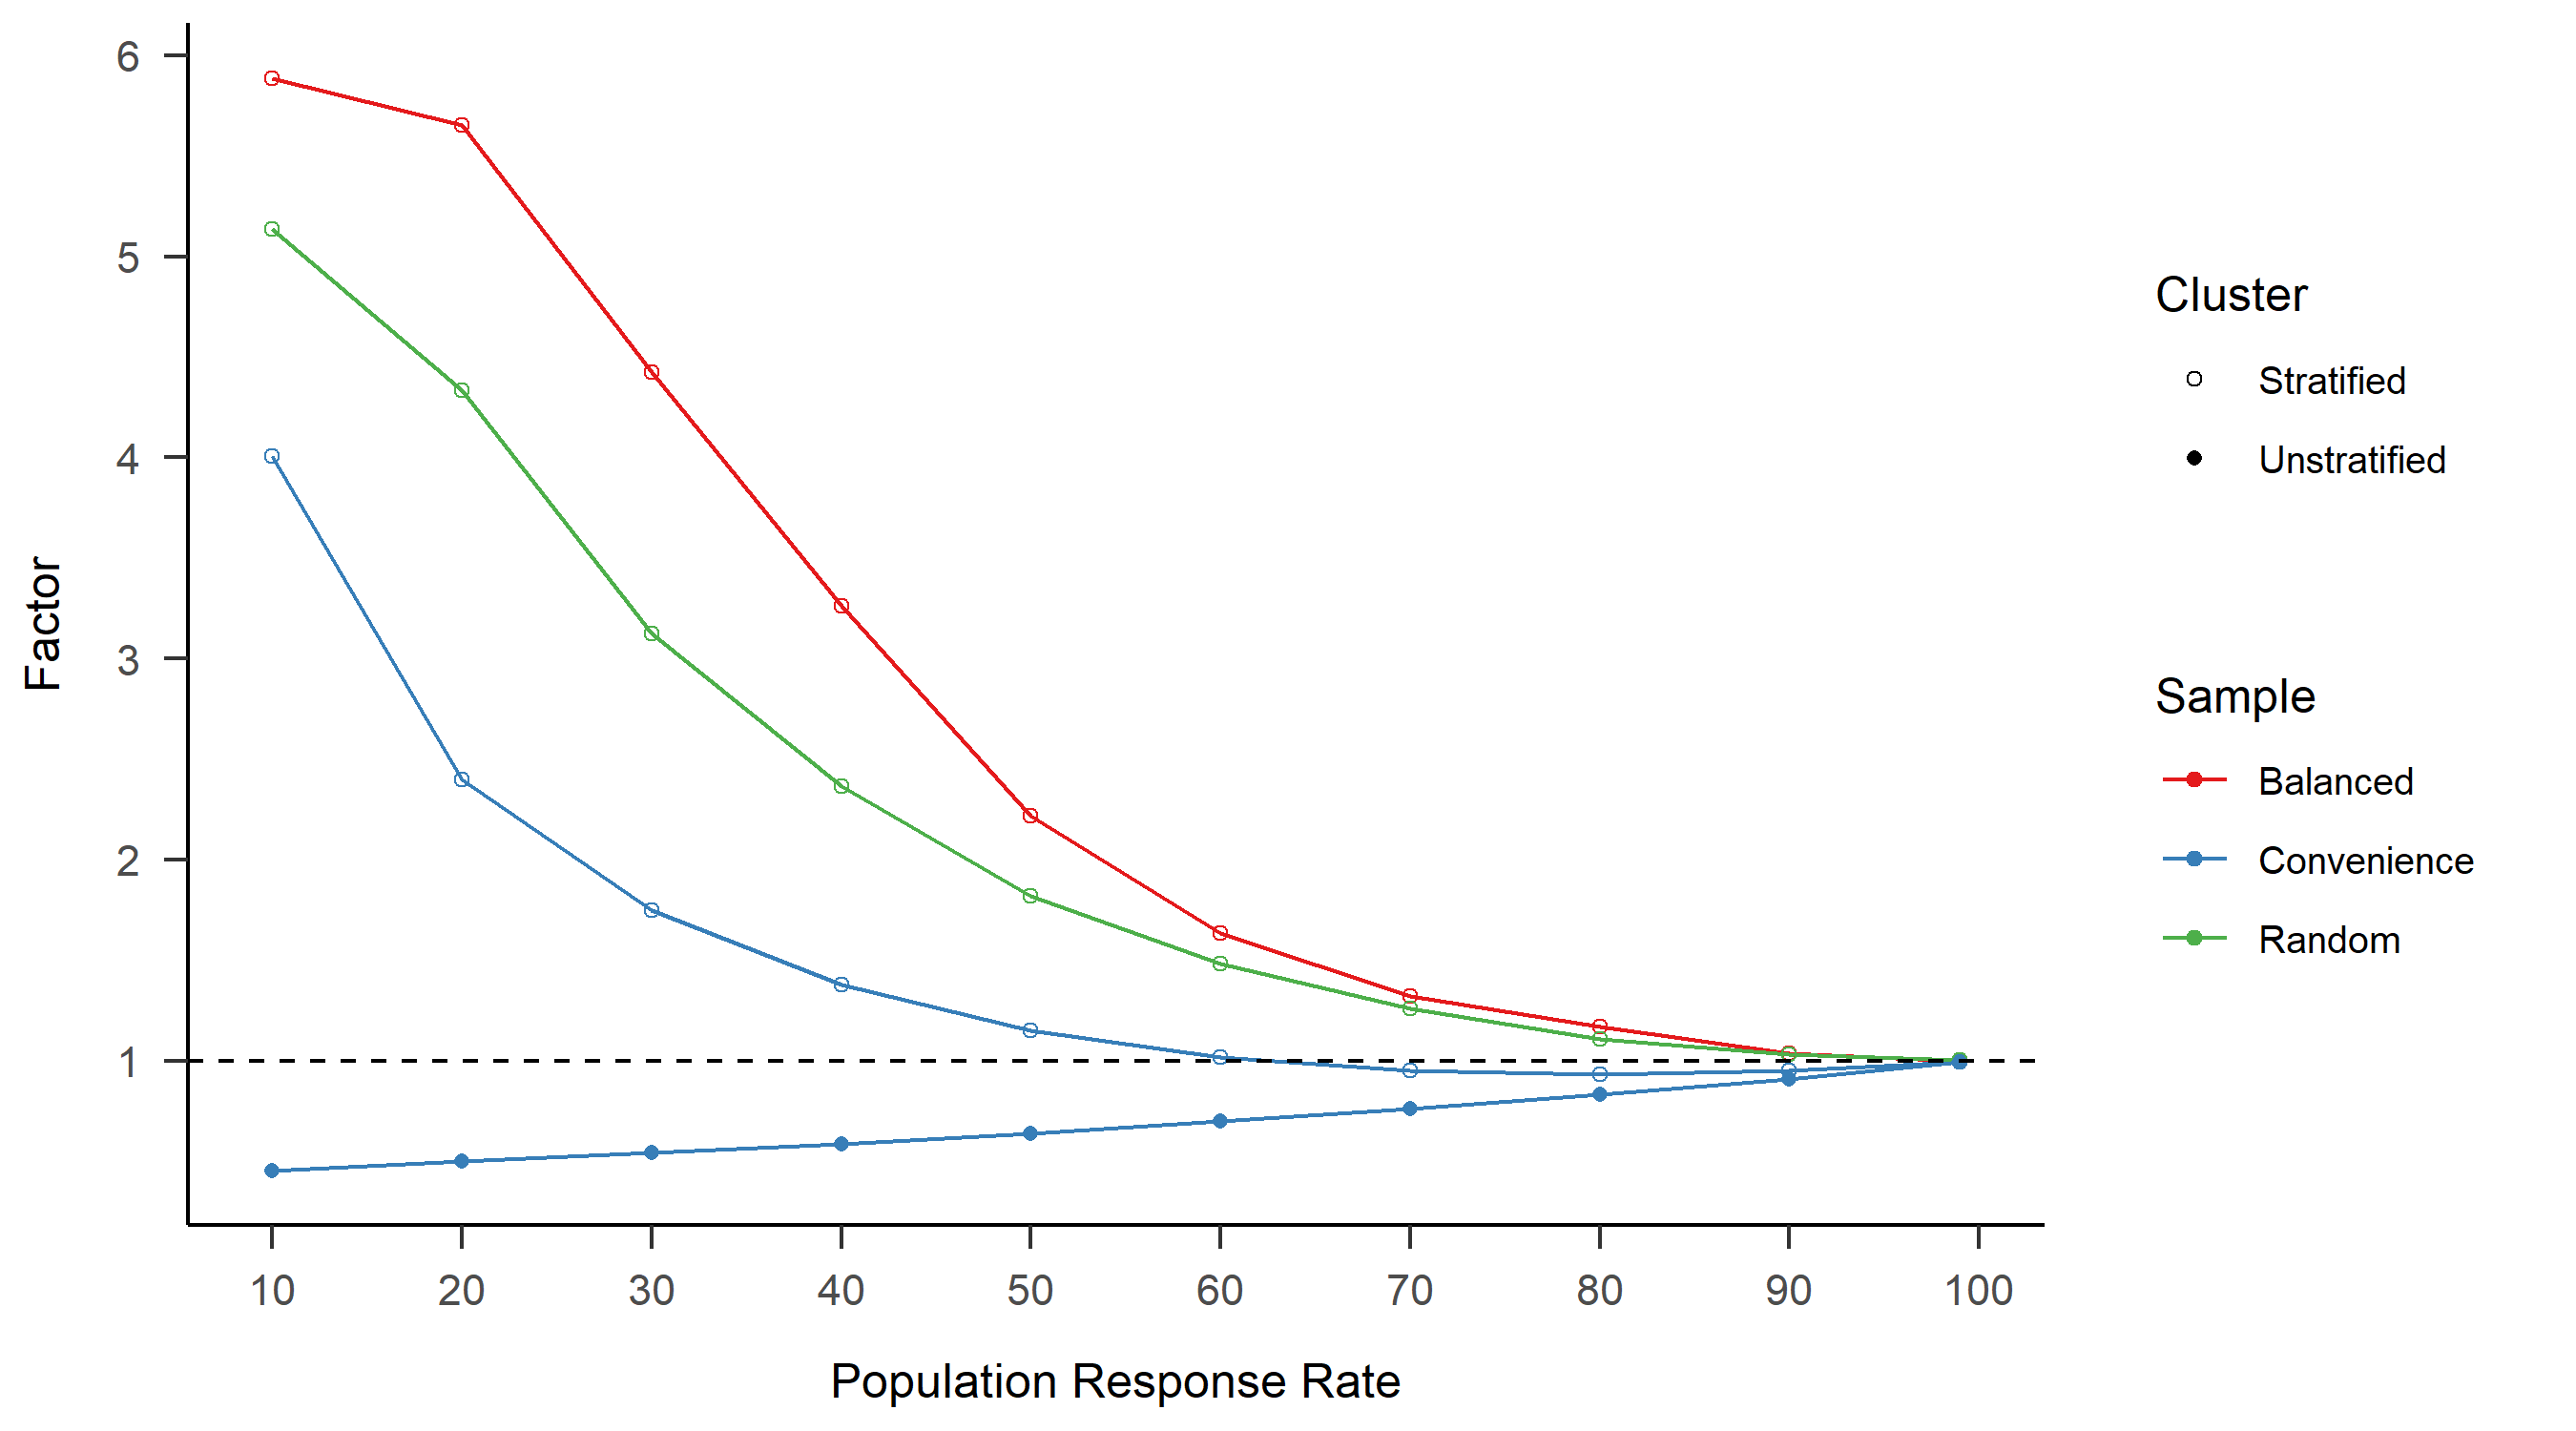 6
5
4
3
2
1
Factor
10 20 30 40 50 60 70 80 90 100
Population Response Rate
Cluster
Stratified
Unstratified
Sample
Balanced
Convenience
Random